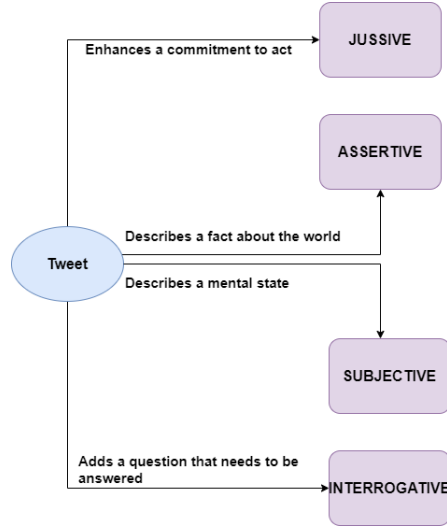 JUSSIVE
Enhances a commitment to act
ASSERTIVE
Describes a fact about the world
Tweet
Describes a mental state
SUBJECTIVE
Adds a question that needs to be
answered
INTERROGATIVE